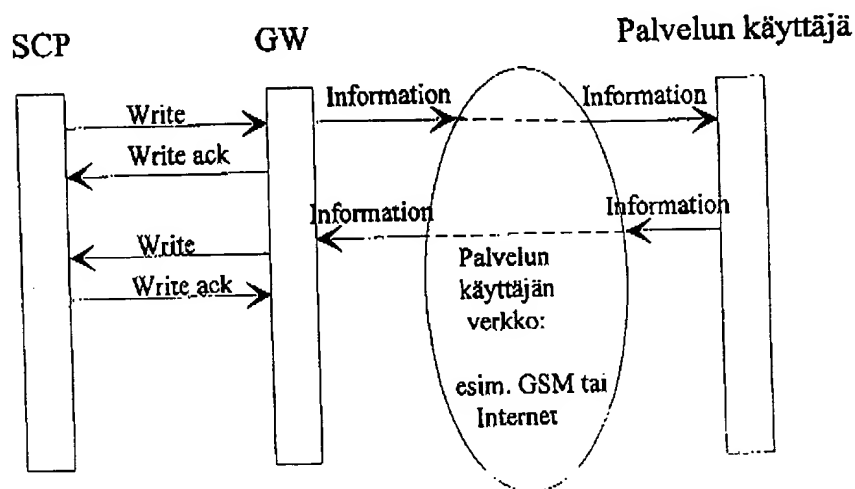 SCP
GW
Palvelun käyttäjä
Write
Information
Information
Write ack
Information
Information
Write
Write ack
Palvelun
käyttäjän
verkko:
esim. GSM tai
Internet